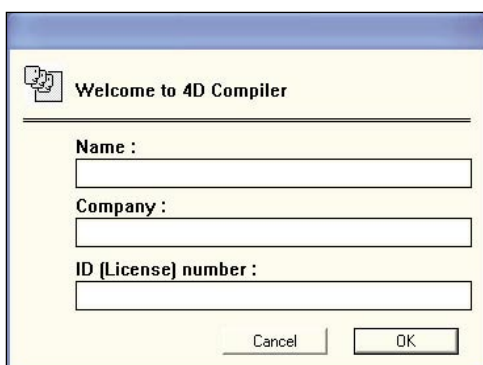 Welcome to 4D Compiler
Name :
Company :
ID (License) number :
Cancel OK